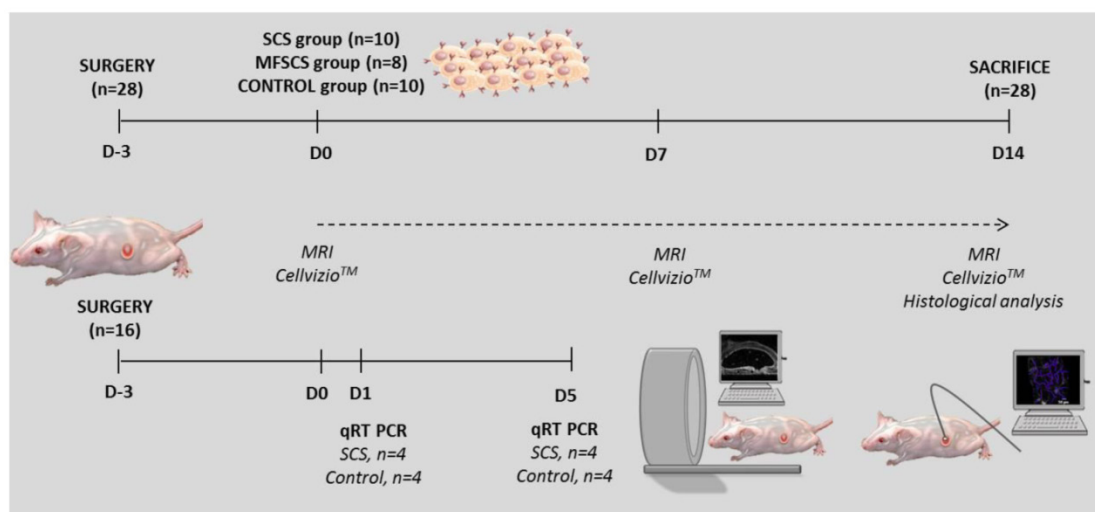 SCS group (n=10)
MFSCS group (n=8)
CONTROL group (n=10)
SURGERY
(n=28)
SACRIFICE
(n=28)
D-3
D0
D7
D14
MRI
Cellvizio™
MRI
Cellvizio™
MRI
Cellvizio™
Histological analysis
SURGERY
(n=16)
D-3
D0
D1
D5
qRT PCR
SCS, n=4
Control, n=4
qRT PCR
SCS, n=4
Control, n=4